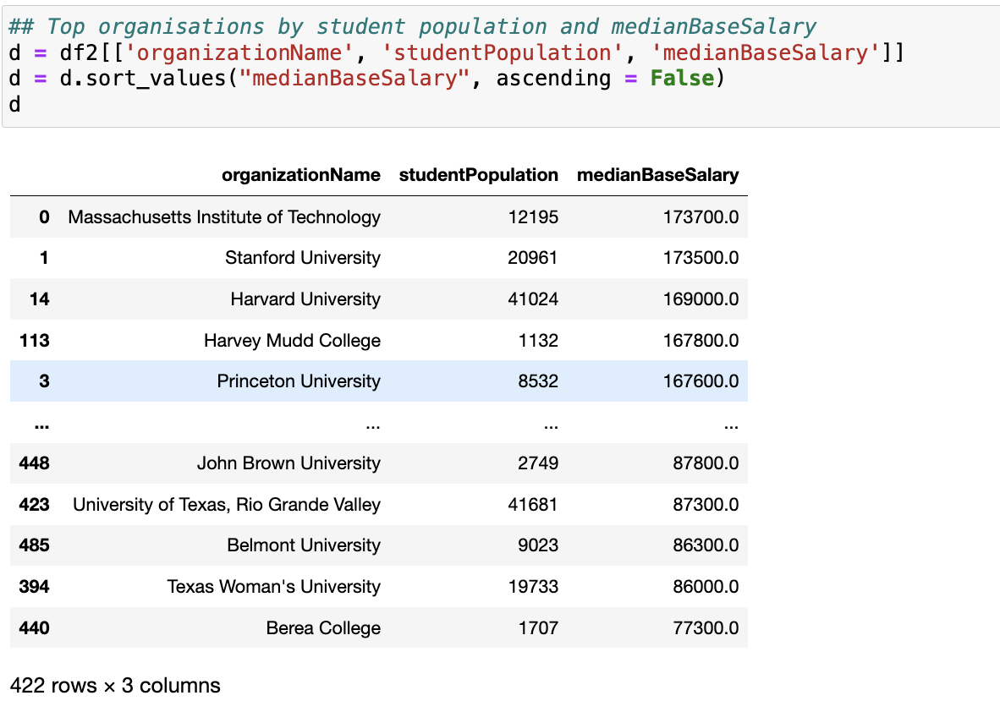 ## Top organisations by student population and medianBaseSalary
d = df2[['organizationName', 'studentPopulation', 'medianBaseSalary']]
d = d.sort_values("medianBaseSalary", ascending = False)
d
organizationName studentPopulation medianBaseSalary
0 Massachusetts Institute of Technology 12195 173700.0
1 Stanford University 20961 173500.0
14 Harvard University 41024 169000.0
113 Harvey Mudd College 1132 167800.0
3 Princeton University 8532 167600.0
... ... ... ...
448 John Brown University 2749 87800.0
423 University of Texas, Rio Grande Valley 41681 87300.0
485 Belmont University 9023 86300.0
394 Texas Woman's University 19733 86000.0
440 Berea College 1707 77300.0
422 rows × 3 columns